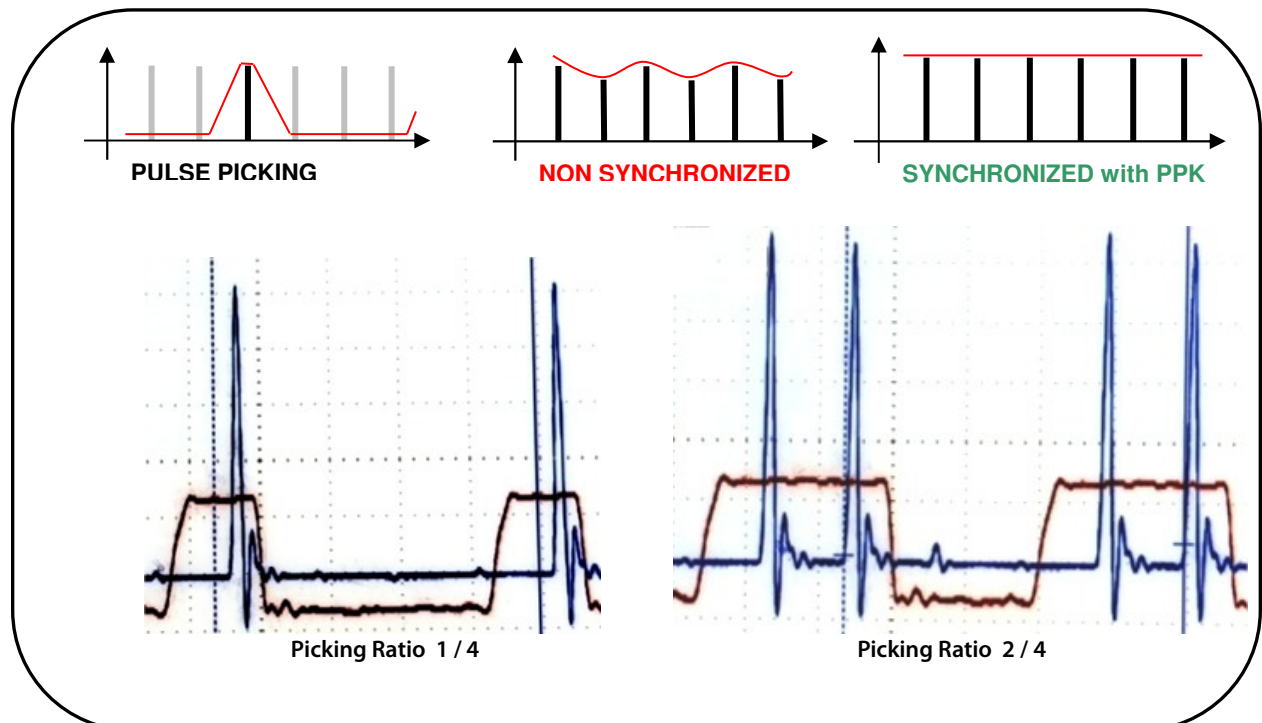 PULSE PICKING
NON SYNCHRONIZED
SYNCHRONIZED with PPK
Picking Ratio 1 / 4
Picking Ratio 2 / 4